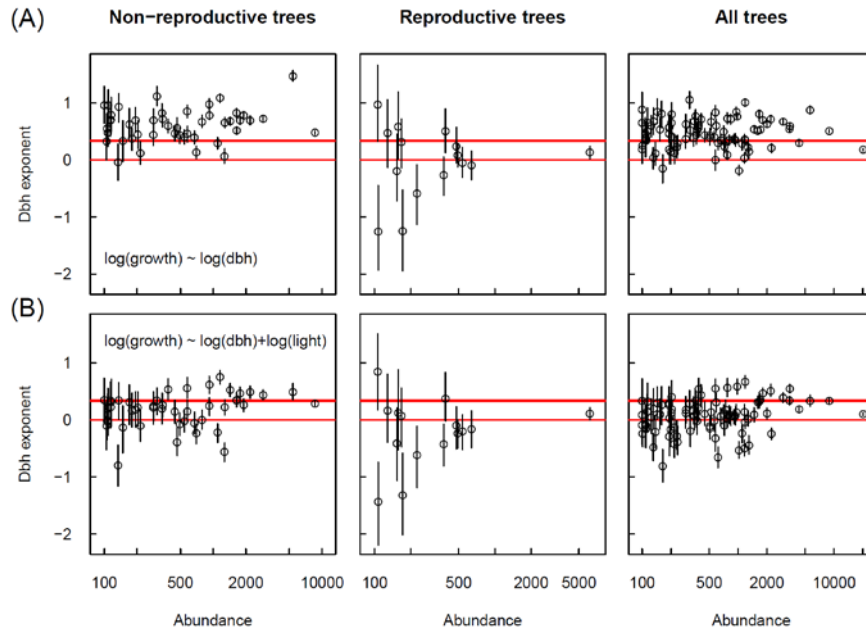 (A)
Non−reproductive trees
Reproductive trees
All trees
Dbh exponent
1
0
−1
−2
log(growth) ~ log(dbh)
(B)
Dbh exponent
1
0
−1
−2
log(growth) ~ log(dbh)+log(light)
100 500 2000 10000
100 500 5000
100 500 2000 10000
Abundance
Abundance
Abundance